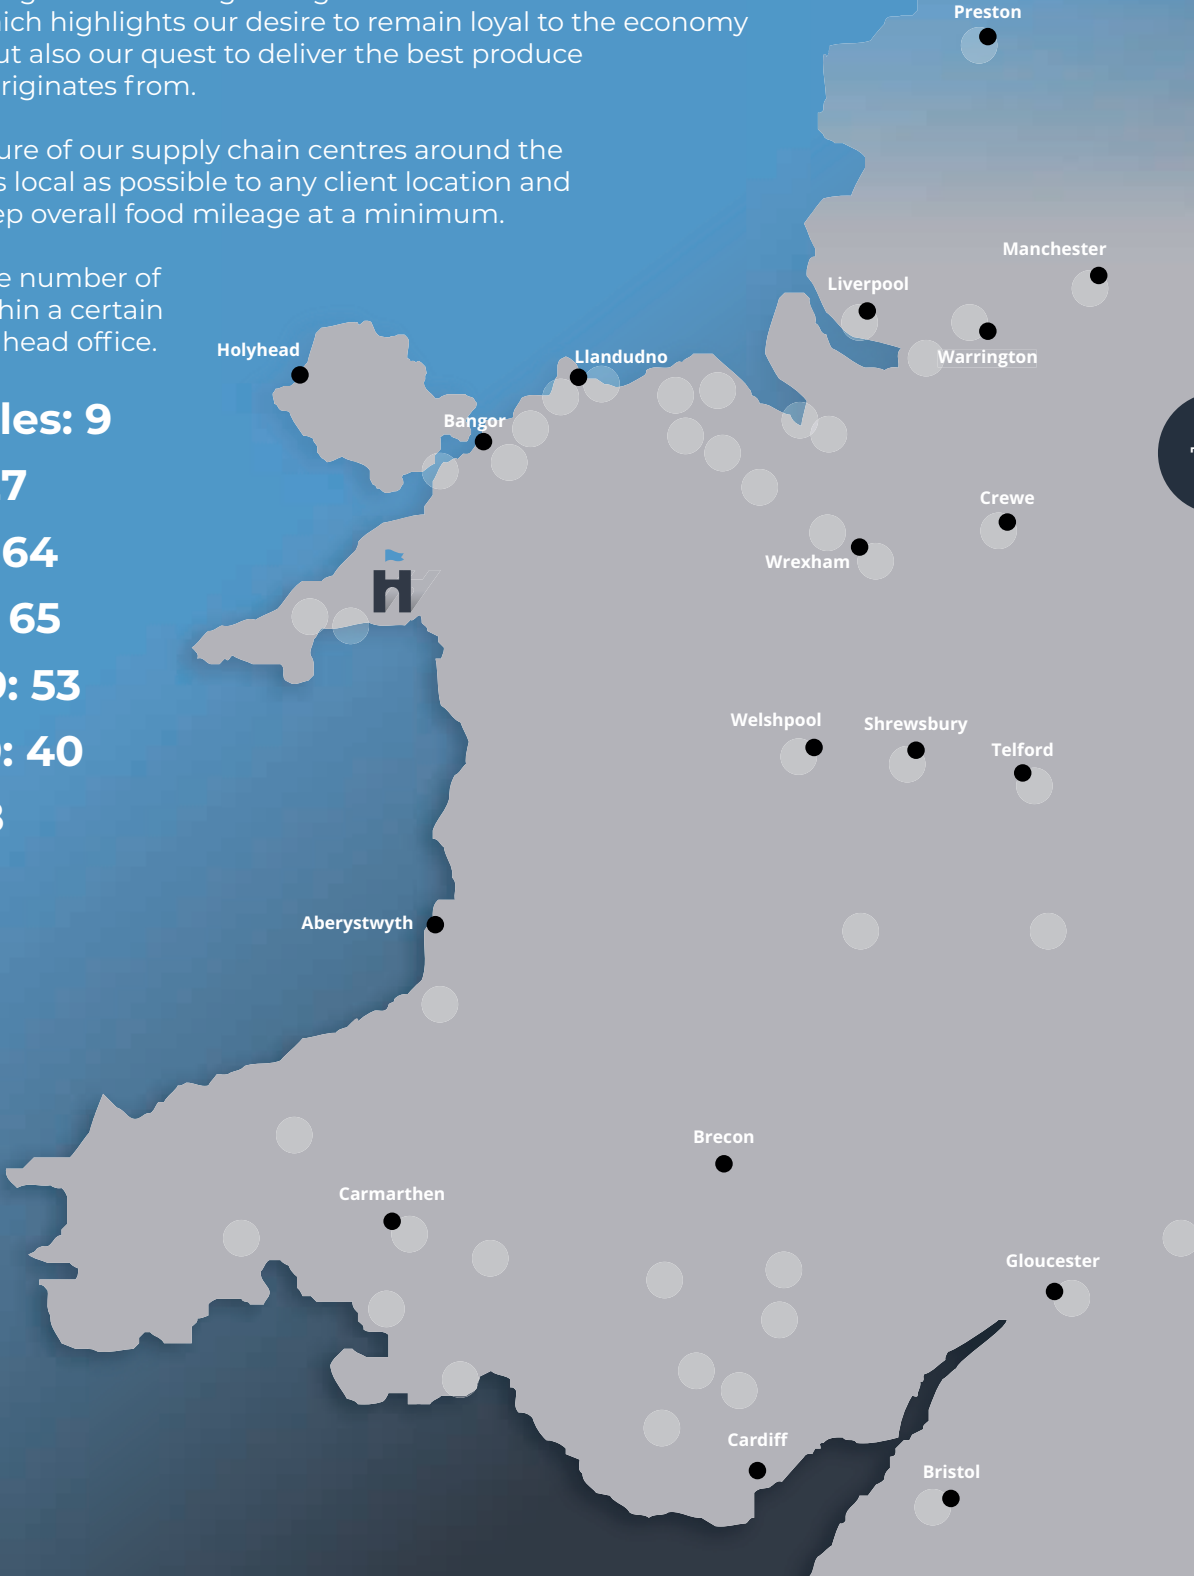 hich highlights our desire to remain loyal to the economy
ut also our quest to deliver the best produce
riginates from.
ure of our supply chain centres around the
s local as possible to any client location and
ep overall food mileage at a minimum.
e number of
hin a certain
head office.
les: 9
7
64
65
: 53
: 40
Preston
Manchester
Liverpool
Warrington
Holyhead
Llandudno
Bangor
Crewe
Wrexham
H
Welshpool
Shrewsbury
Telford
Aberystwyth
Brecon
Carmarthen
Gloucester
Cardiff
Bristol